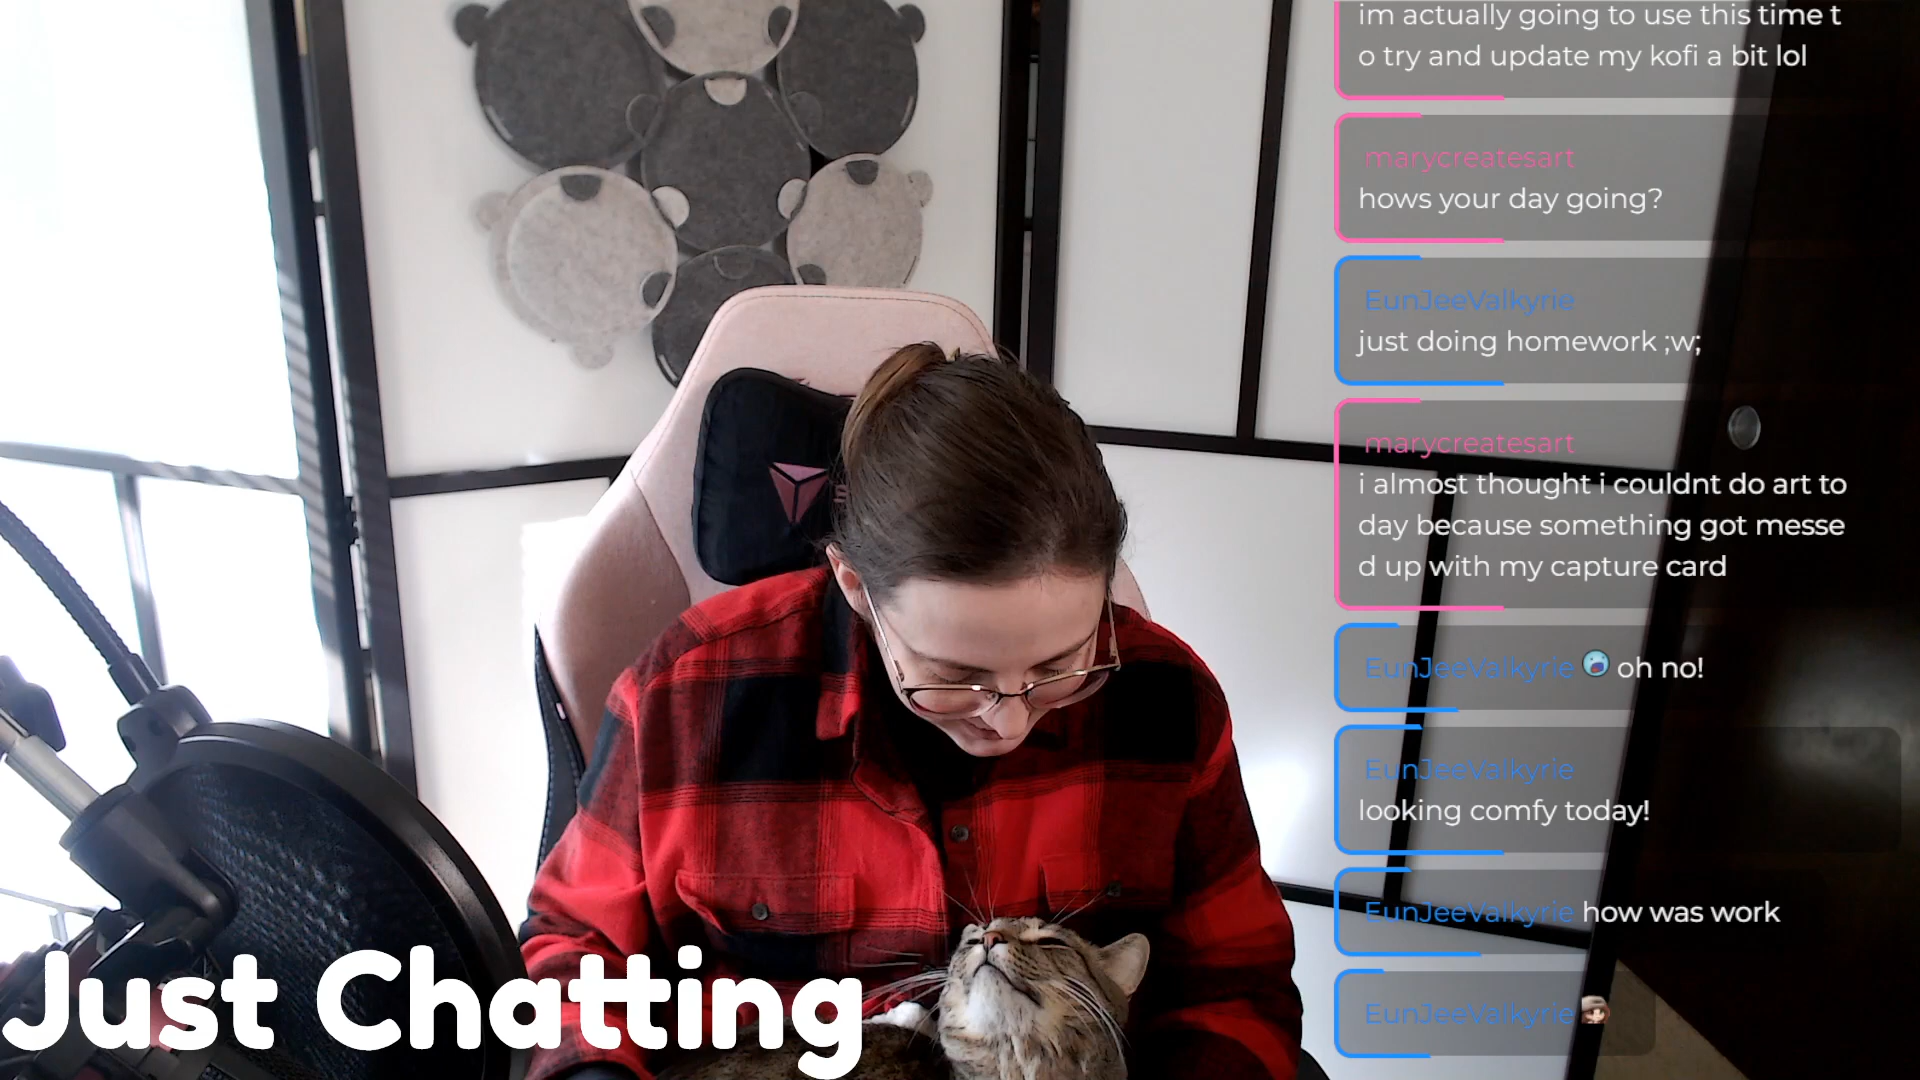 im actually going to use this time t
o try and update my kofi a bit lol
marycreatesart
hows your day going?
EunJeeValkyrie
just doing homework ;w;
marycreatesart
i almost thought i couldnt do art to
day because something got messe
d up with my capture card
EunJeeValkyrie oh no!
EunJeeValkyrie
looking comfy today!
EunJeeValkyrie how was work
EunJeeValkyrie
Just Chatting